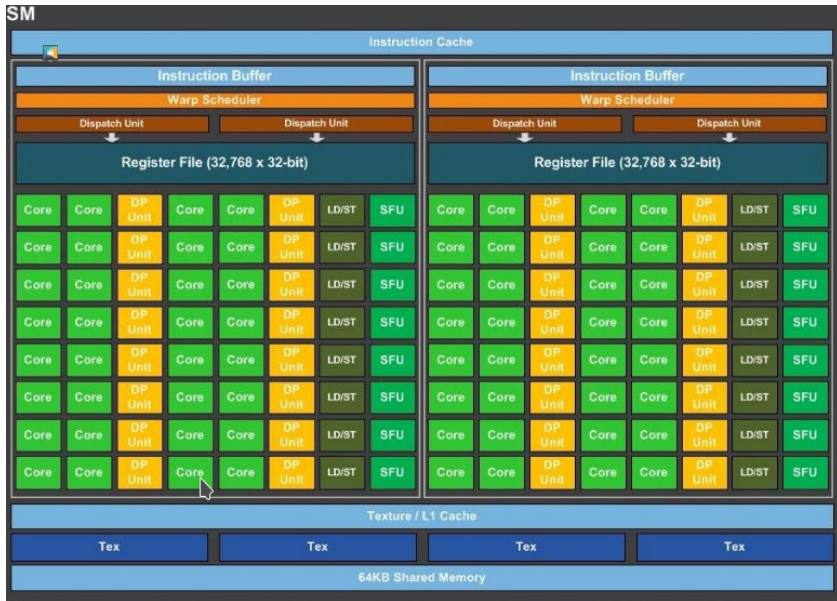 SM
Instruction Cache
Instruction Buffer Instruction Buffer
Warp Scheduler Warp Scheduler
Dispatch Unit Dispatch Unit Dispatch Unit Dispatch Unit
Register File (32,768 x 32-bit) Register File (32,768 x 32-bit)
Core Core DP Unit Core Core DP Unit LD/ST SFU Core Core DP Unit Core Core DP Unit LD/ST SFU
Core Core DP Unit Core Core DP Unit LD/ST SFU Core Core DP Unit Core Core DP Unit LD/ST SFU
Core Core DP Unit Core Core DP Unit LD/ST SFU Core Core DP Unit Core Core DP Unit LD/ST SFU
Core Core DP Unit Core Core DP Unit LD/ST SFU Core Core DP Unit Core Core DP Unit LD/ST SFU
Core Core DP Unit Core Core DP Unit LD/ST SFU Core Core DP Unit Core Core DP Unit LD/ST SFU
Core Core DP Unit Core Core DP Unit LD/ST SFU Core Core DP Unit Core Core DP Unit LD/ST SFU
Core Core DP Unit Core Core DP Unit LD/ST SFU Core Core DP Unit Core Core DP Unit LD/ST SFU
Core Core DP Unit Core Core DP Unit LD/ST SFU Core Core DP Unit Core Core DP Unit LD/ST SFU
Texture / L1 Cache
Tex Tex Tex Tex
64KB Shared Memory